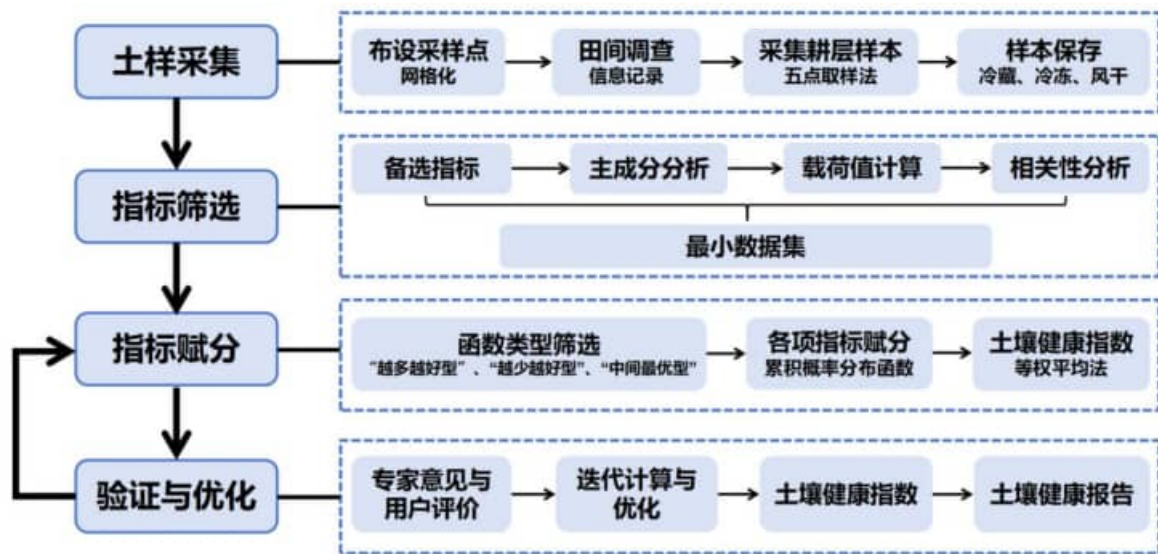 土样采集
布设采样点
网格化
田间调查
信息记录
采集耕层样本
五点取样法
样本保存
冷藏、冷冻、风干
指标筛选
备选指标
主成分分析
载荷值计算
相关性分析
最小数据集
指标赋分
函数类型筛选
“越多越好型”、“越少越好型”、“中间最优型”
各项指标赋分
累积概率分布函数
土壤健康指数
等权平均法
验证与优化
专家意见与
用户评价
迭代计算与
优化
土壤健康指数
土壤健康报告